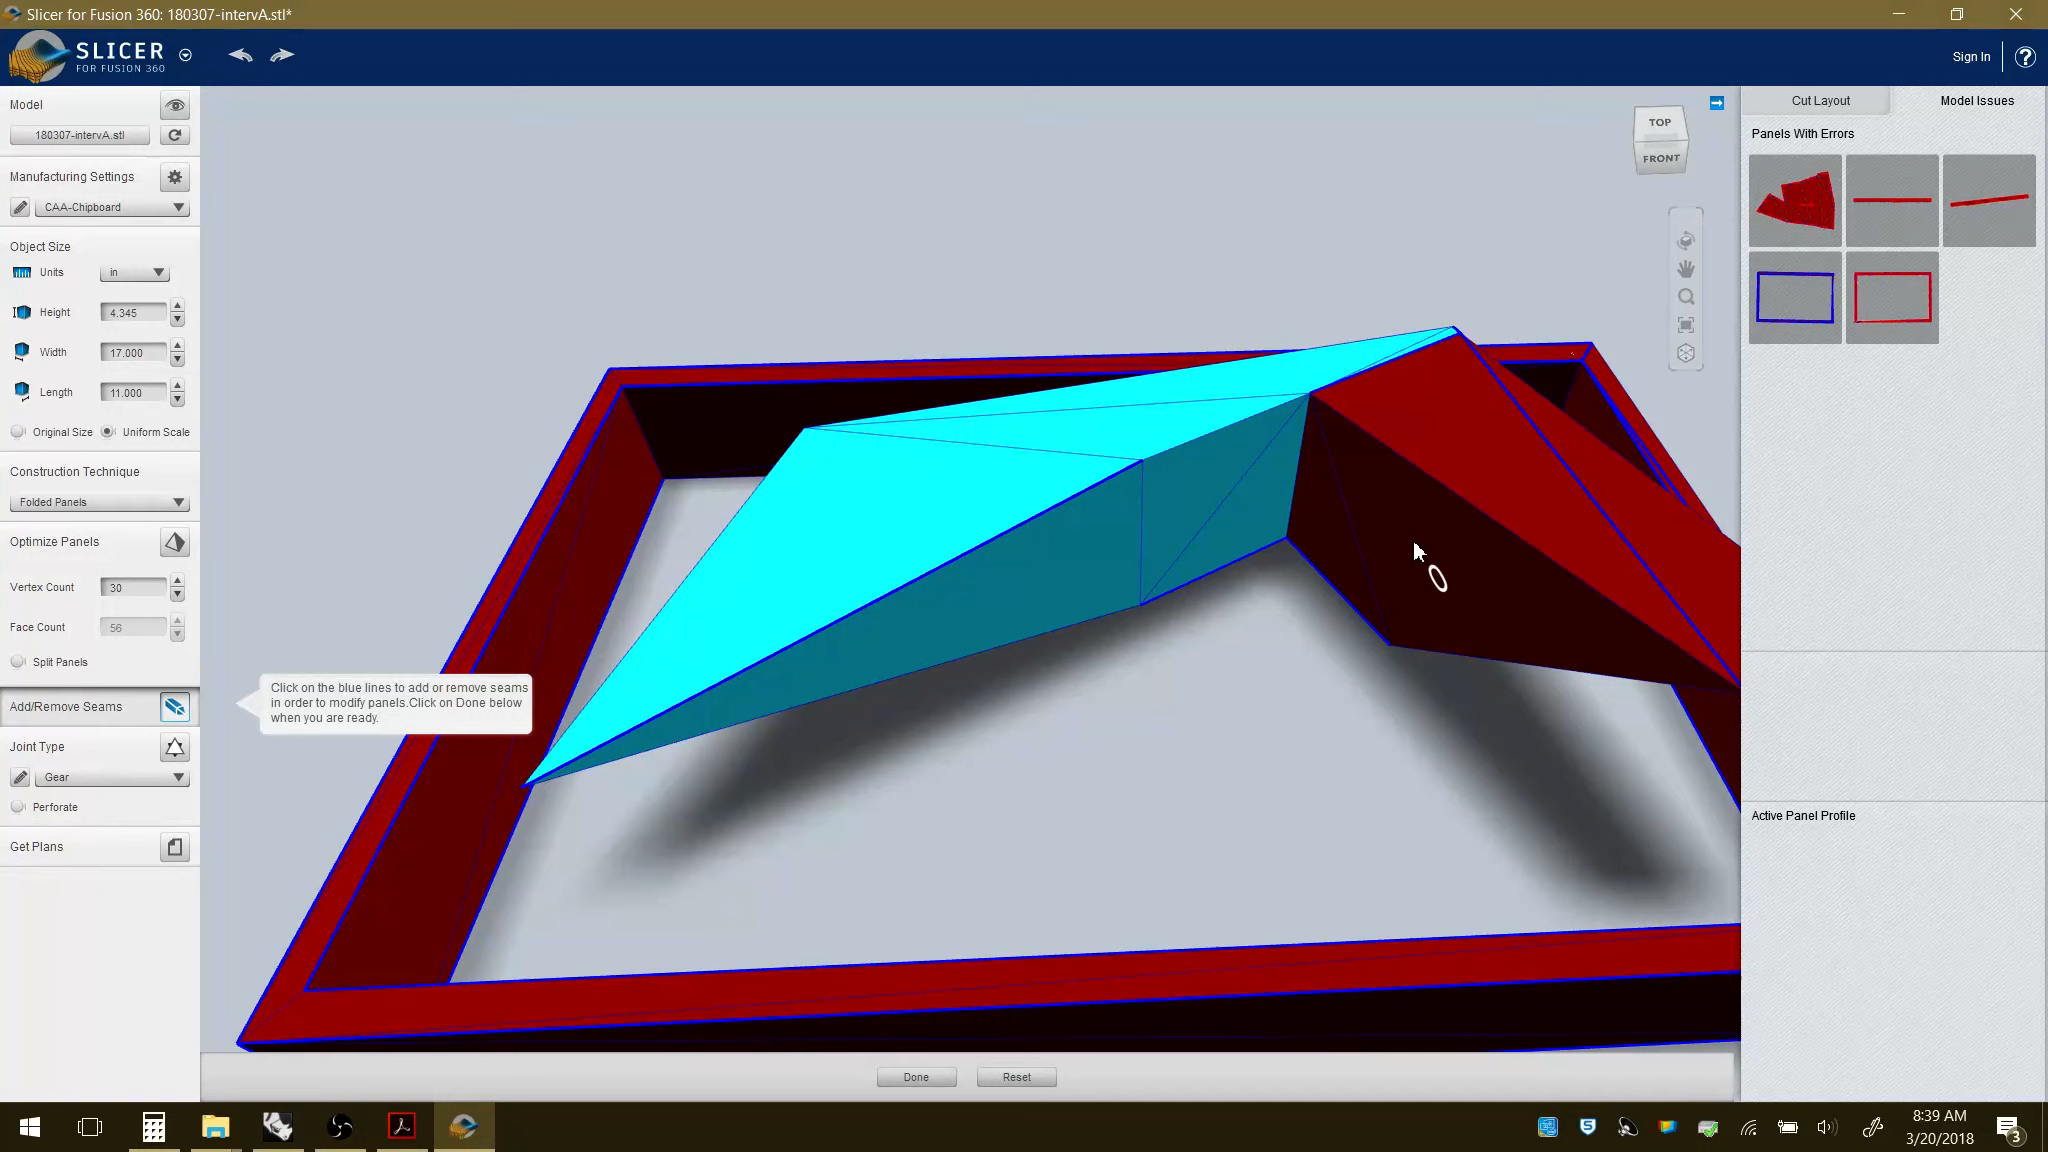 Slicer for Fusion 360: 180307-intervA.stl*
SLICER
FOR FUSION 360
Sign In
?
Model
180307-intervA.stl
Manufacturing Settings
CAA-Chipboard
Object Size
Units
in
Height
4.345
Width
17.000
Length
11.000
Original Size
Uniform Scale
Construction Technique
Folded Panels
Optimize Panels
Vertex Count
30
Face Count
56
Split Panels
Add/Remove Seams
Click on the blue lines to add or remove seams
in order to modify panels.Click on Done below
when you are ready.
Joint Type
Gear
Perforate
Get Plans
TOP
FRONT
Cut Layout
Model Issues
Panels With Errors
Active Panel Profile
Done
Reset
8:39 AM
3/20/2018
3